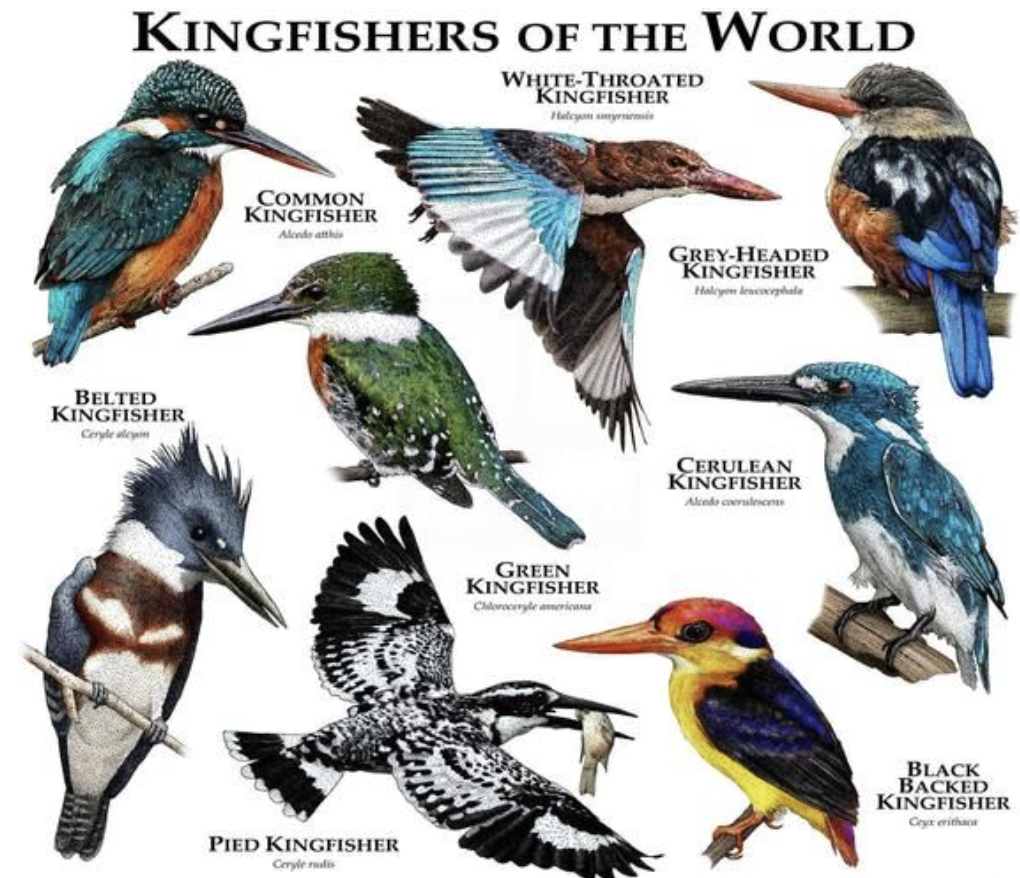 KINGFISHERS OF THE WORLD
WHITE-THROATED
KINGFISHER
Halcyon smyrnensis
COMMON
KINGFISHER
Alcedo atthis
GREY-HEADED
KINGFISHER
Halcyon leucocephala
BELTED
KINGFISHER
Ceryle alcyon
CERULEAN
KINGFISHER
Alcedo coerulescens
GREEN
KINGFISHER
Chloroceryle americana
BLACK
BACKED
KINGFISHER
Ceyx erithaca
PIED KINGFISHER
Ceryle rudis